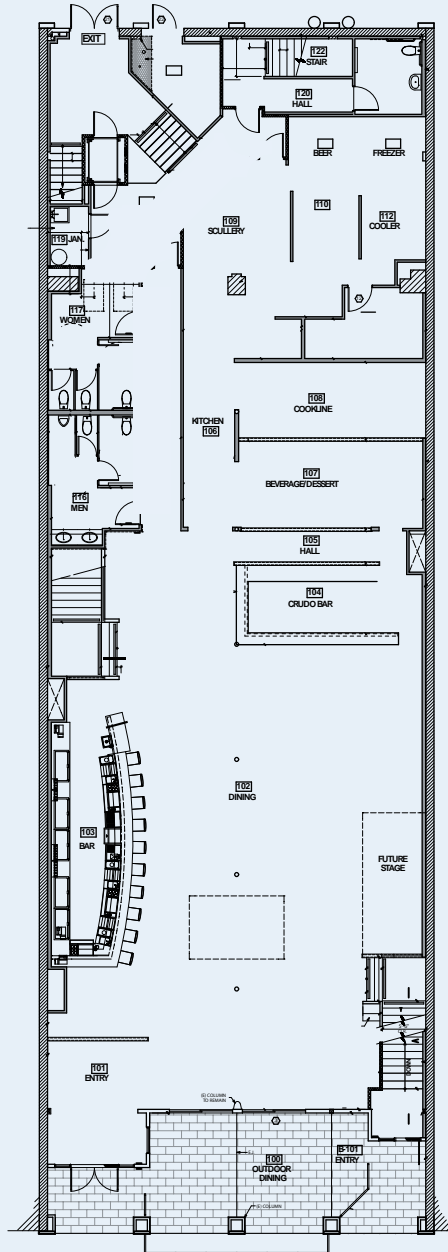 EXIT
122
STAIR
120
HALL
BEER
FREEZER
110
109
SCULLERY
112
COOLER
119 JAN.
117
WOMEN
108
COOKLINE
KITCHEN
106
107
BEVERAGE/DESSERT
116
MEN
105
HALL
104
CRUDO BAR
102
DINING
103
BAR
FUTURE
STAGE
DOWN
101
ENTRY
(E) COLUMN
TO REMAIN
B-101
ENTRY
100
OUTDOOR
DINING
(E) COLUMN